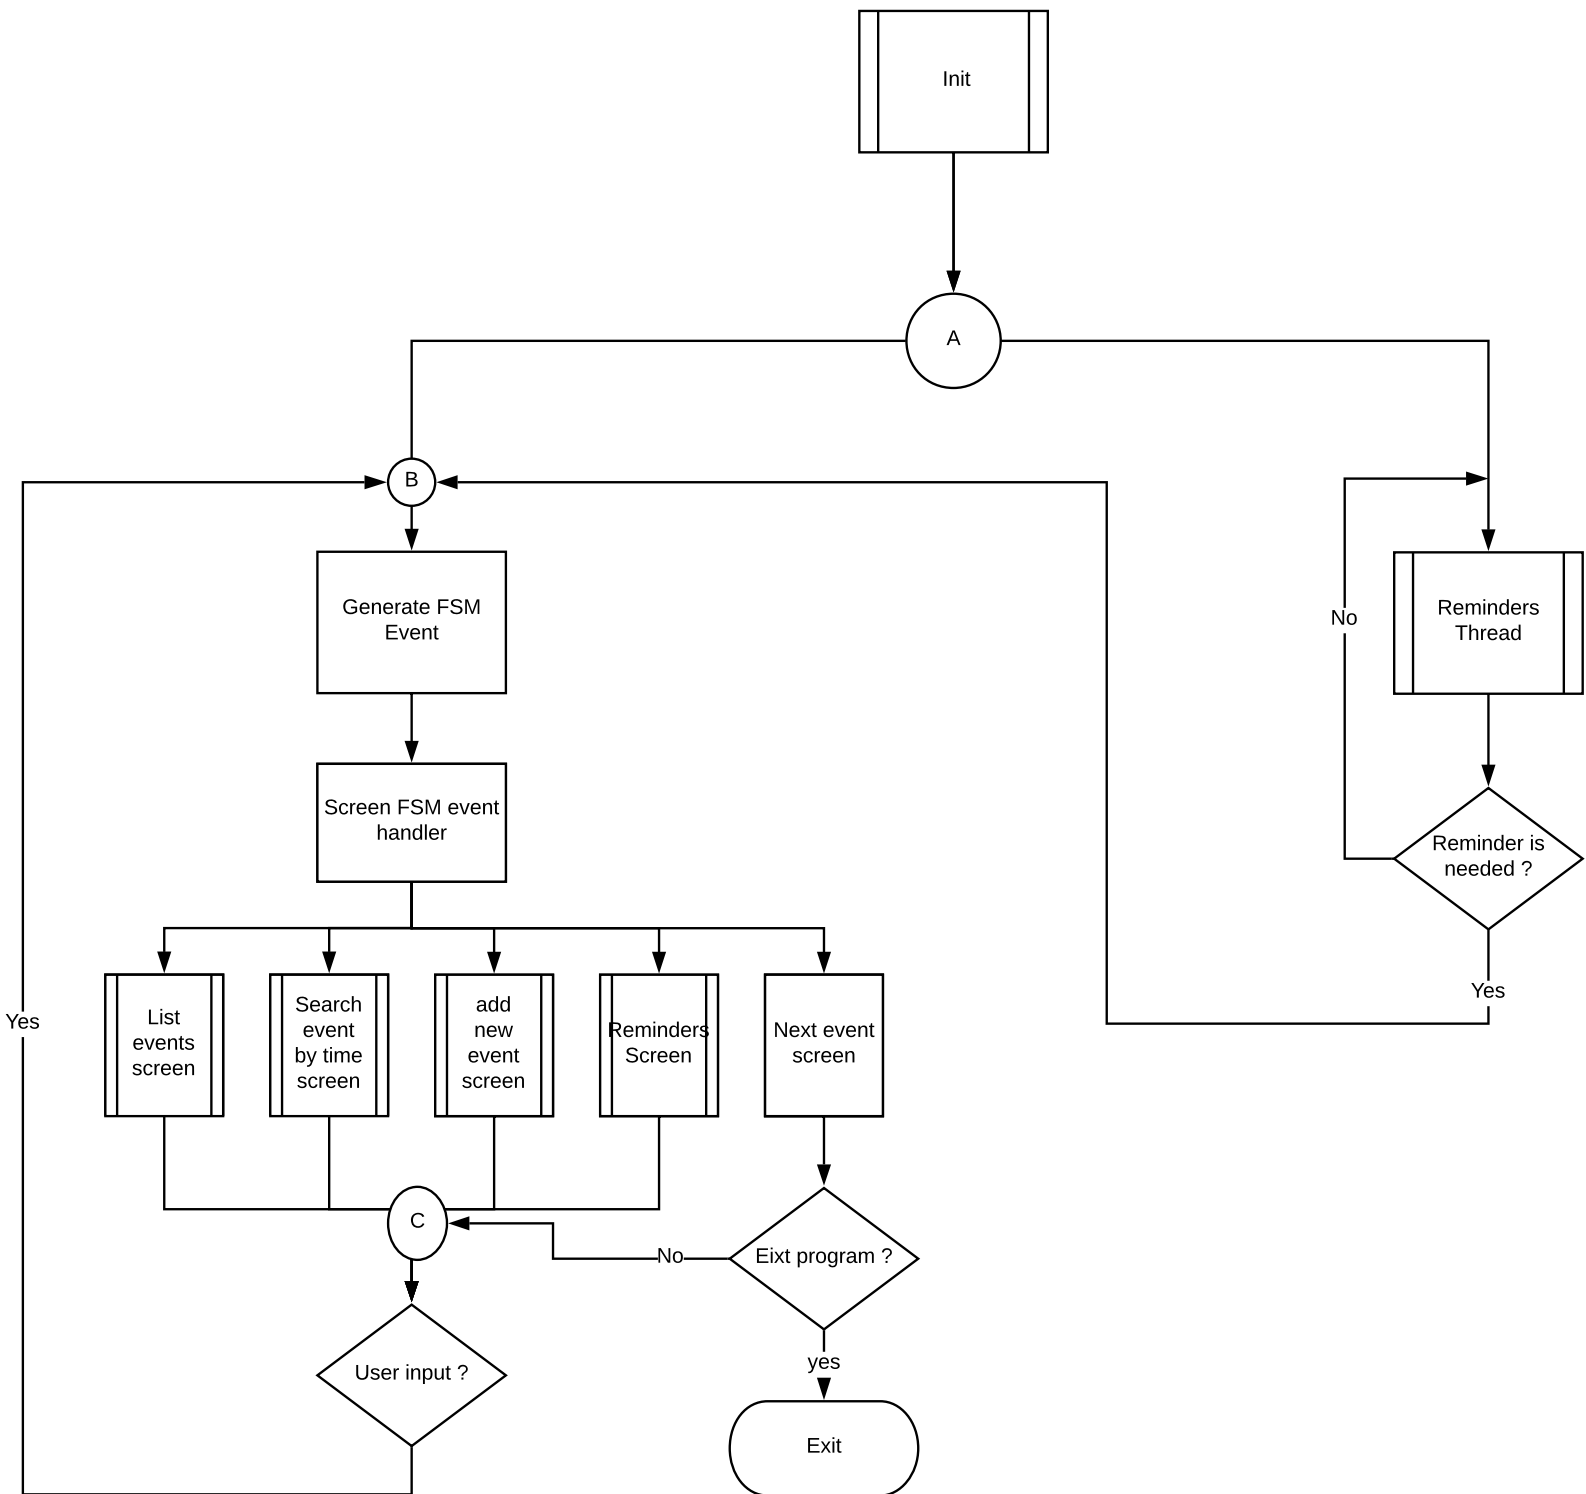 Init
A
B
Generate FSM
Event
No
Reminders
Thread
Screen FSM event
handler
Reminder is
needed ?
Yes
Yes
List
events
screen
Search
event
by time
screen
add
new
event
screen
Reminders
Screen
Next event
screen
C
No
Eixt program ?
User input ?
yes
Exit